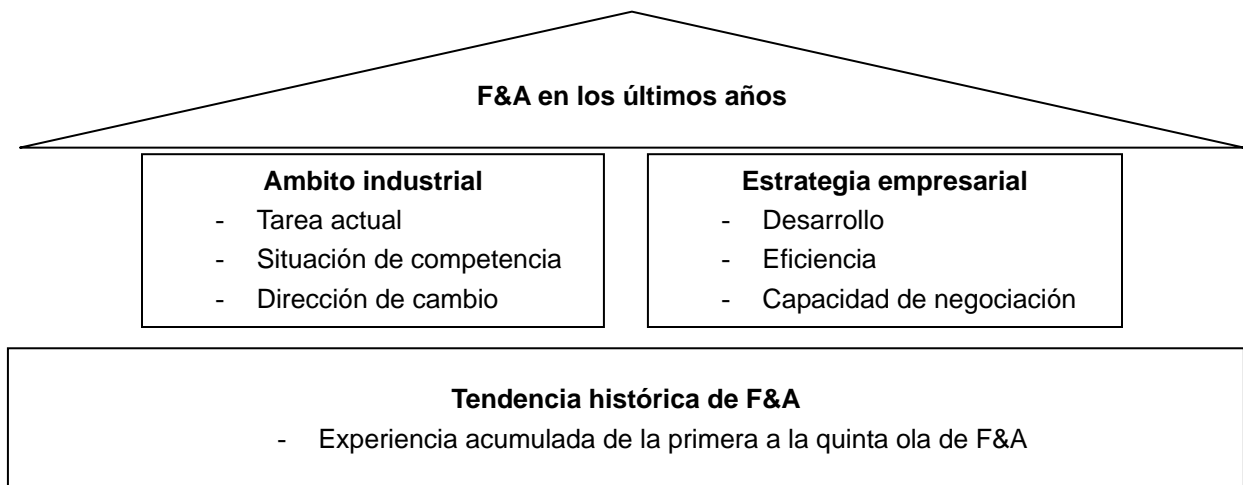 F&A en los últimos años
Ambito industrial
- Tarea actual
- Situación de competencia
- Dirección de cambio
Estrategia empresarial
- Desarrollo
- Eficiencia
- Capacidad de negociación
Tendencia histórica de F&A
- Experiencia acumulada de la primera a la quinta ola de F&A